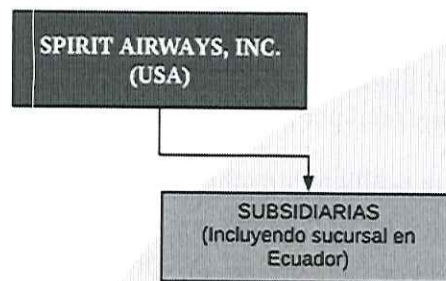 SPIRIT AIRWAYS, INC.
(USA)
SUBSIDIARIAS
(Incluyendo sucursal en
Ecuador)